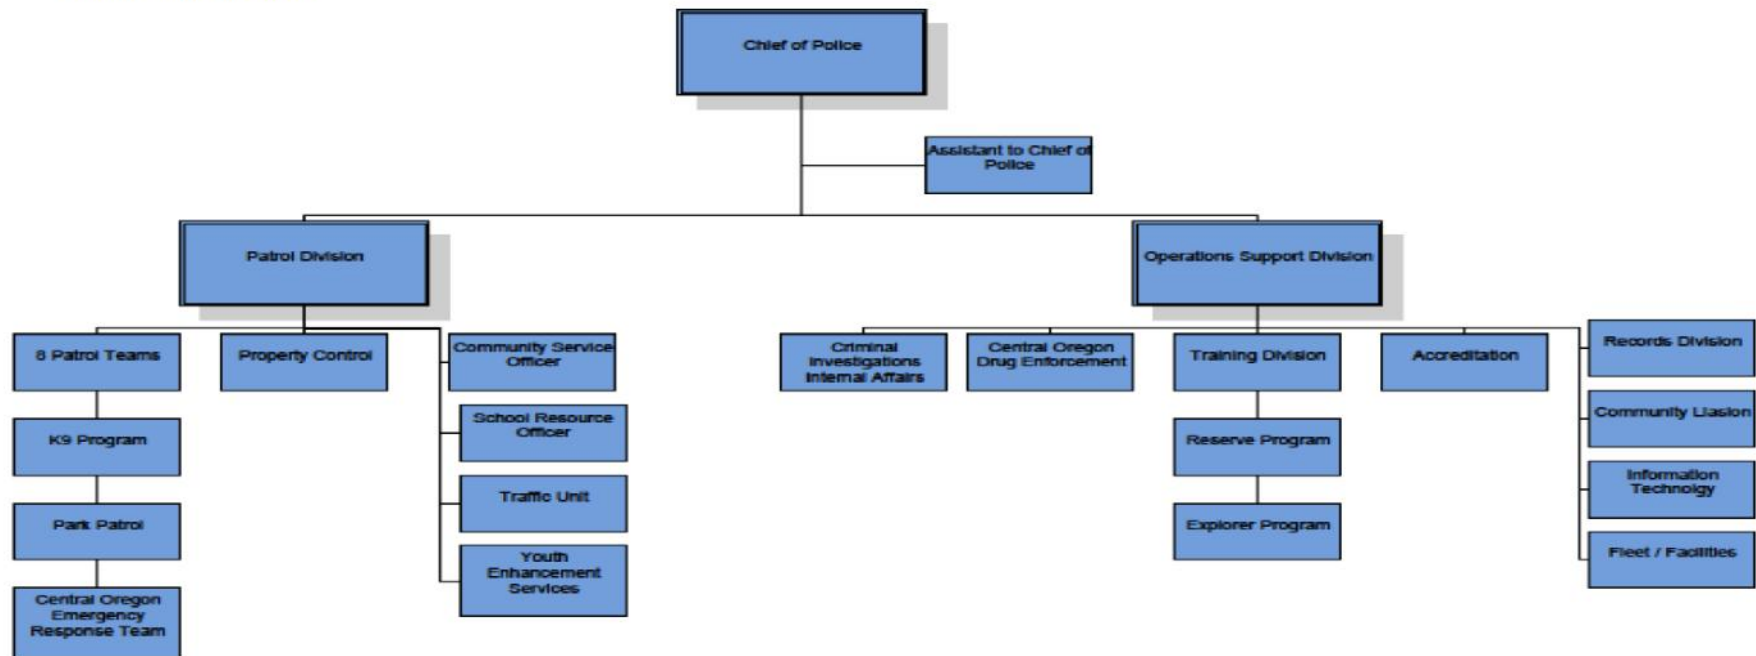 Chief of Police
Assistant to Chief of
Police
Patrol Division
Operations Support Division
8 Patrol Teams
Property Control
Community Service
Officer
School Resource
Officer
Traffic Unit
Youth
Enhancement
Services
K9 Program
Park Patrol
Central Oregon
Emergency
Response Team
Criminal
Investigations
Internal Affairs
Central Oregon
Drug Enforcement
Training Division
Reserve Program
Explorer Program
Accreditation
Records Division
Community Liasion
Information
Technolgy
Fleet / Facilities